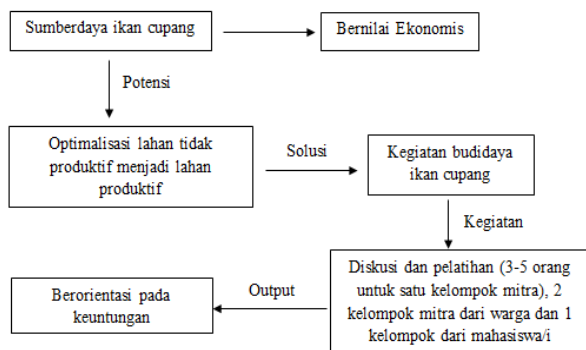 Sumberdaya ikan cupang
Bernilai Ekonomis
Potensi
Optimalisasi lahan tidak
produktif menjadi lahan
produktif
Solusi
Kegiatan budidaya
ikan cupang
Kegiatan
Diskusi dan pelatihan (3-5 orang
untuk satu kelompok mitra), 2
kelompok mitra dari warga dan 1
kelompok dari mahasiswa/i
Output
Berorientasi pada
keuntungan